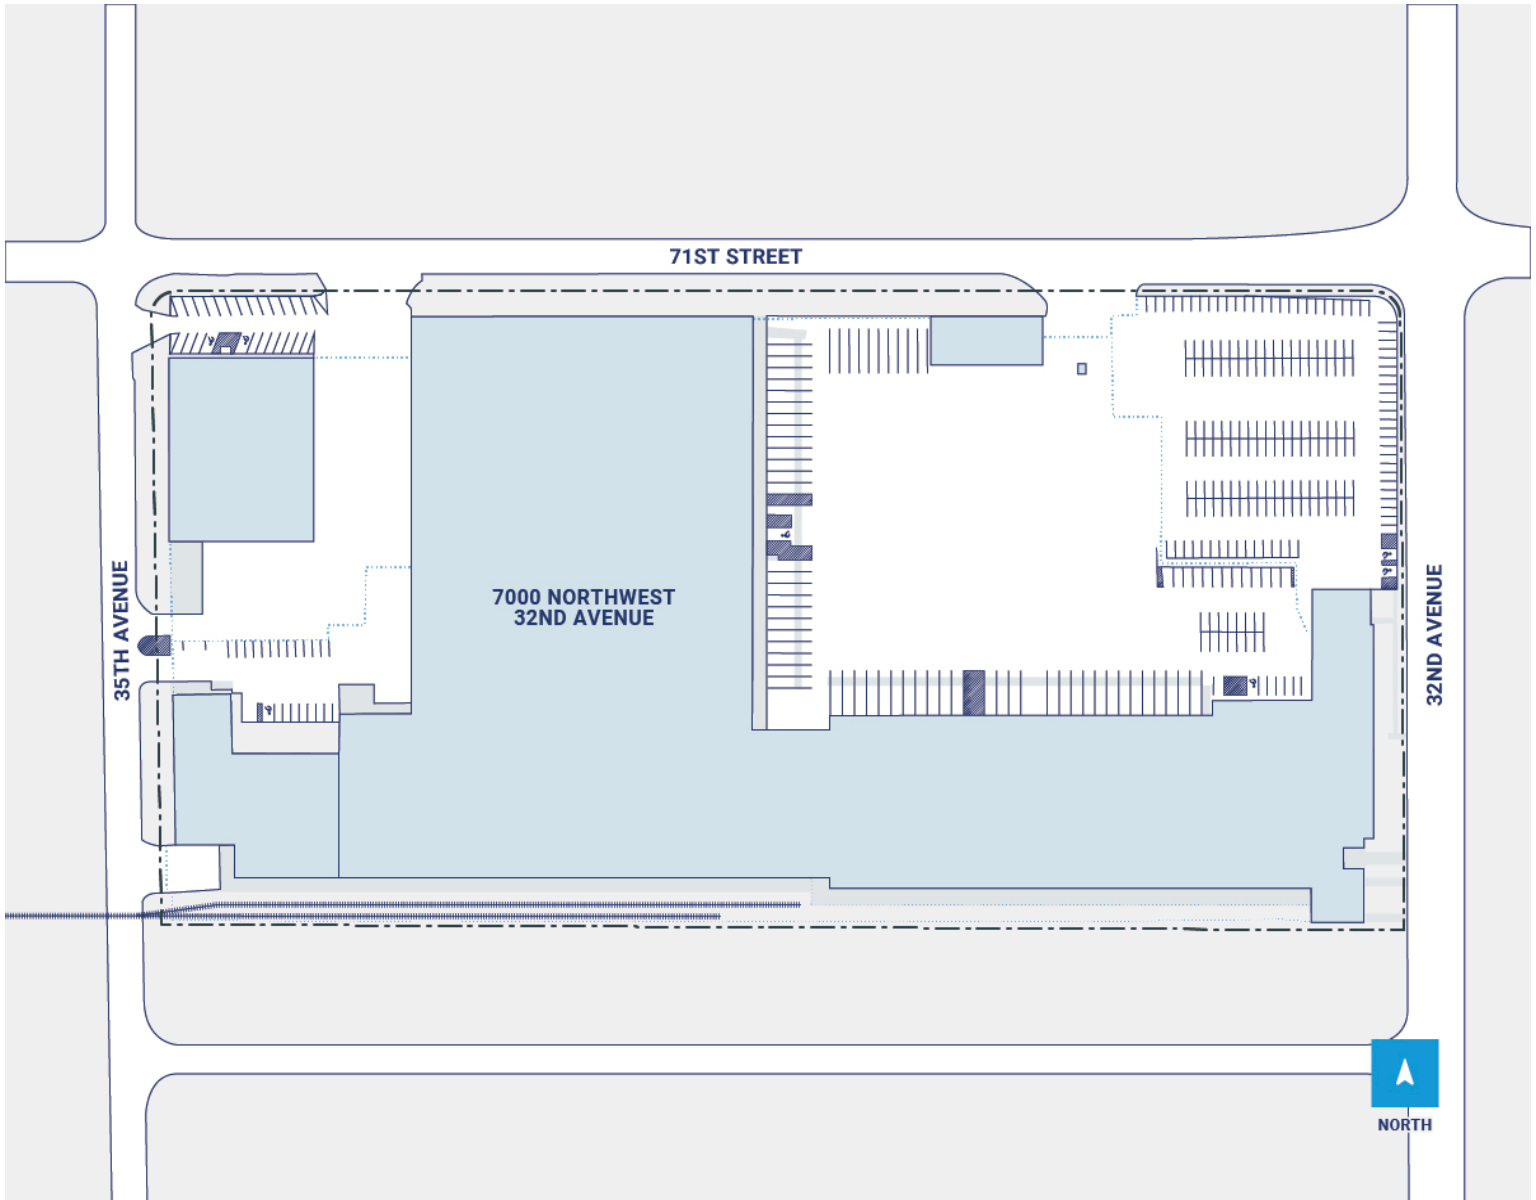 71ST STREET
7000 NORTHWEST
32ND AVENUE
35TH AVENUE
32ND AVENUE
NORTH